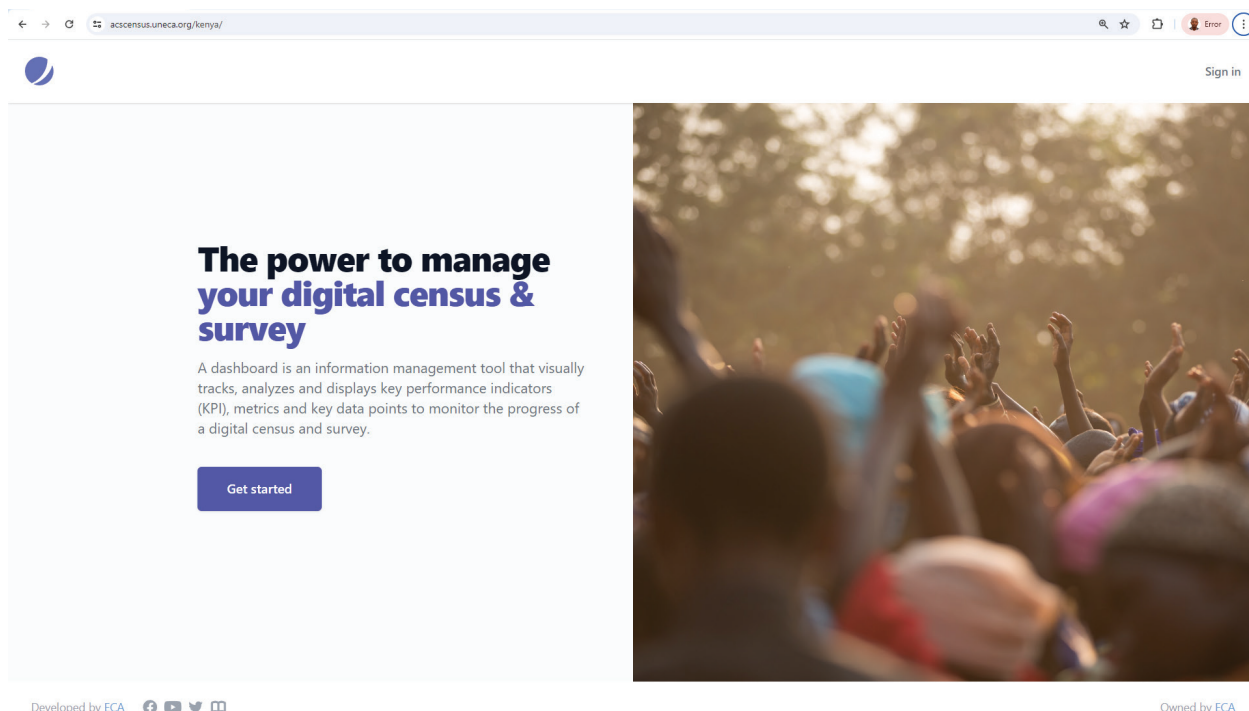 acscensus.uneca.org/kenya/
Error
Sign in
The power to manage
your digital census &
survey
A dashboard is an information management tool that visually
tracks, analyzes and displays key performance indicators
(KPI), metrics and key data points to monitor the progress of
a digital census and survey.
Get started
Developed by ECA
Owned by ECA